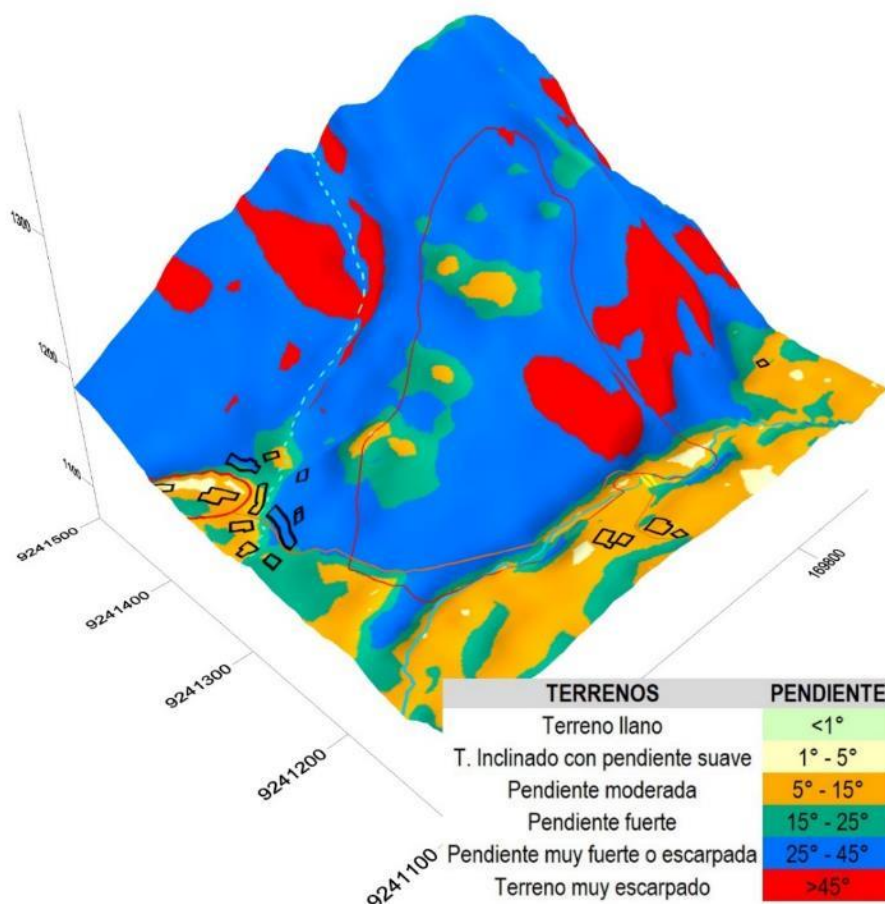 1300
1200
1100
9241500
9241400
9241300
9241200
9241100
169800
TERRENOS PENDIENTE
Terreno llano <1°
T. Inclinado con pendiente suave 1° - 5°
Pendiente moderada 5° - 15°
Pendiente fuerte 15° - 25°
Pendiente muy fuerte o escarpada 25° - 45°
Terreno muy escarpado >45°